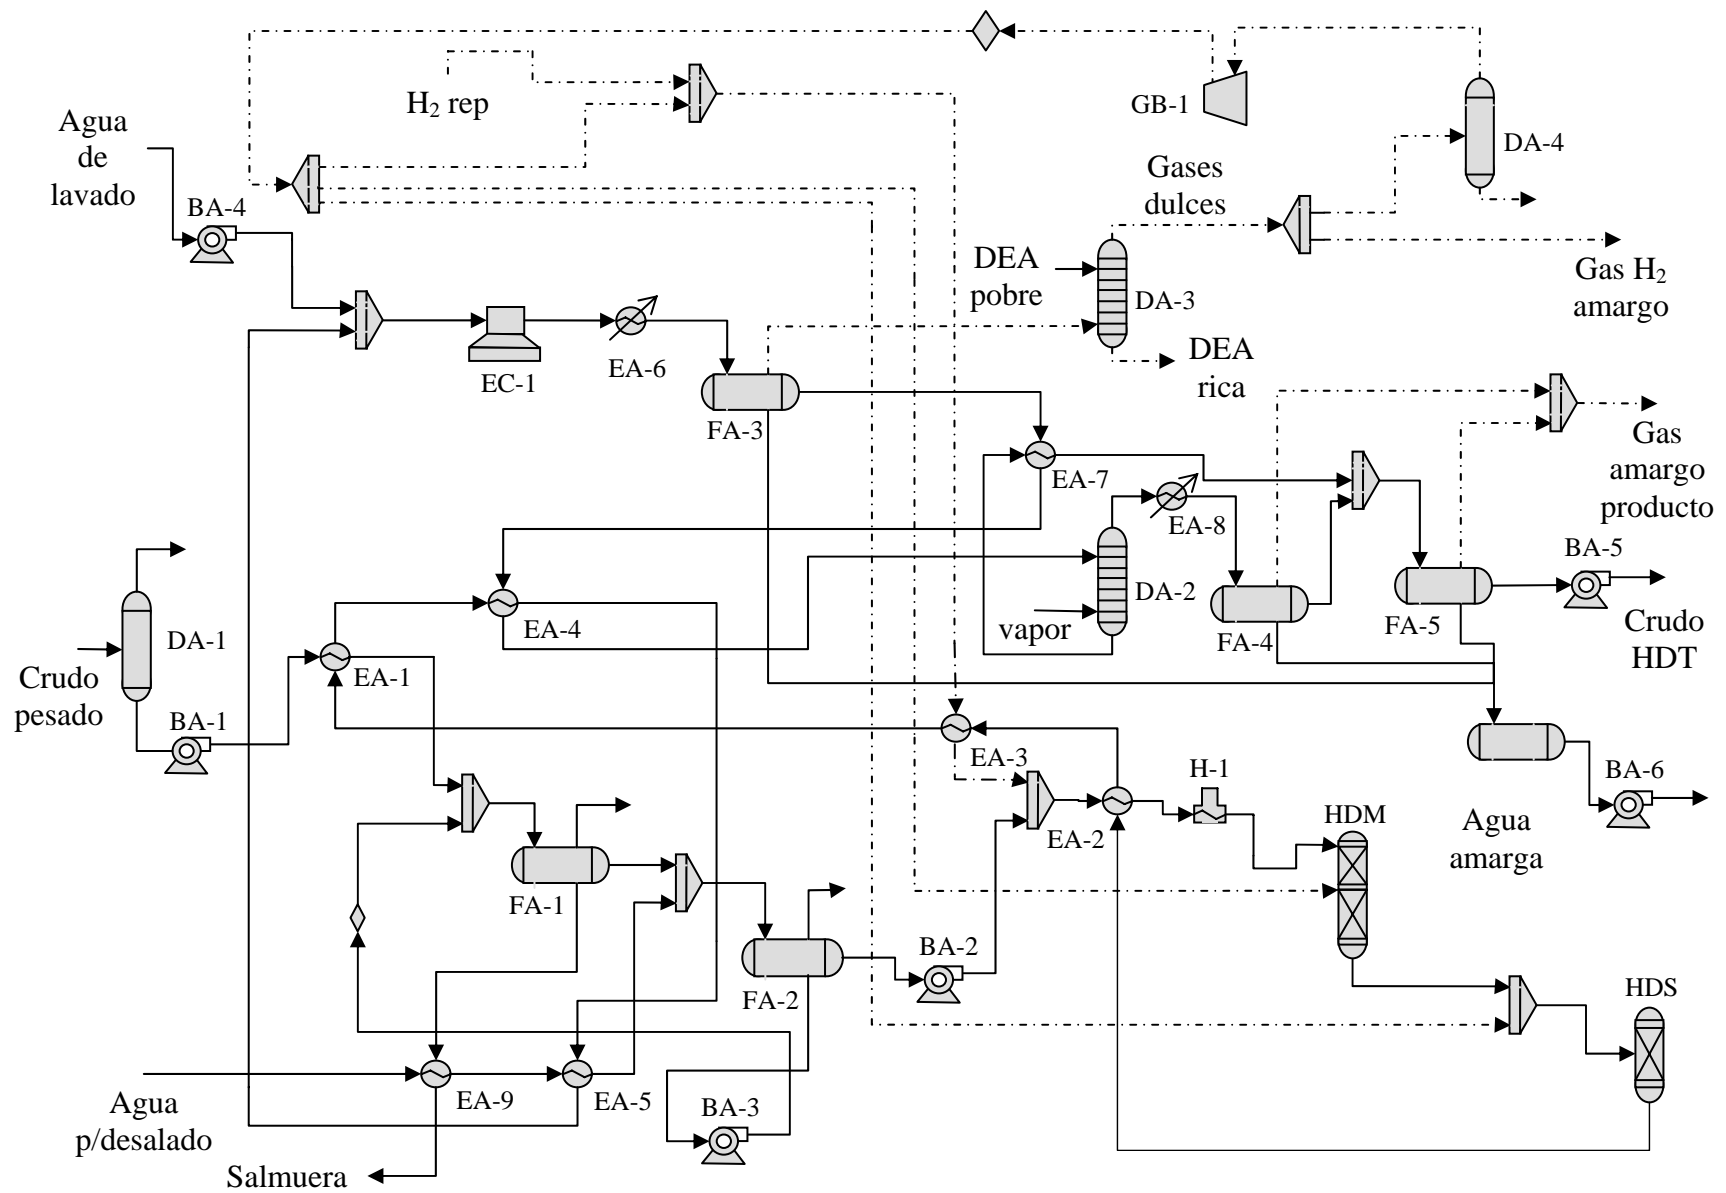 H₂ rep
GB-1
DA-4
Agua
de
lavado
BA-4
Gases
dulces
DEA
pobre
DA-3
Gas H₂
amargo
EC-1
EA-6
DEA
rica
FA-3
EA-7
Gas
amargo
producto
EA-8
DA-2
vapor
FA-4
FA-5
BA-5
Crudo
HDT
DA-1
Crudo
pesado
BA-1
EA-1
EA-4
EA-3
H-1
EA-2
HDM
BA-6
Agua
amarga
FA-1
FA-2
BA-2
HDS
Agua
p/desalado
EA-9
EA-5
BA-3
Salmuera